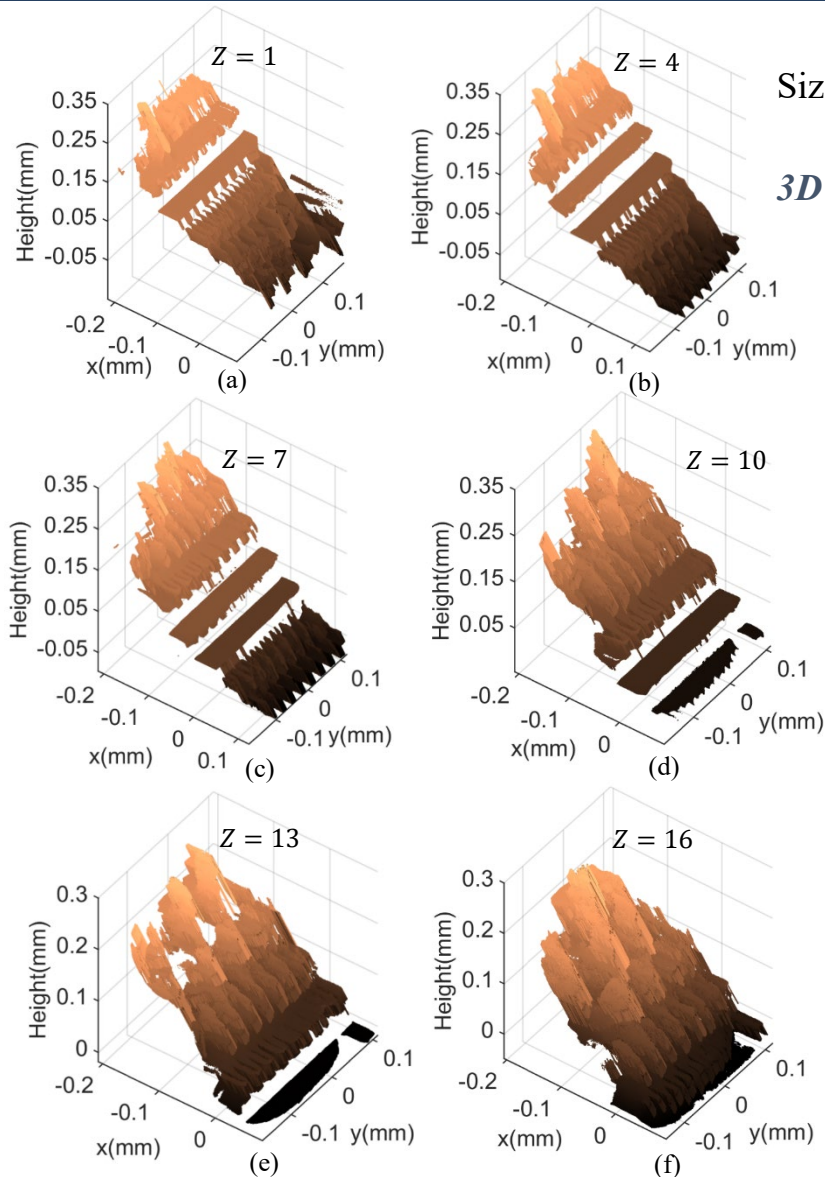 Z = 1
Height(mm)
0.35
0.25
0.15
0.05
-0.05
-0.2
-0.1
0
x(mm)
-0.1
0
0.1
y(mm)
(a)
Z = 4
Height(mm)
0.35
0.25
0.15
0.05
-0.05
-0.2
-0.1
0
0.1
x(mm)
-0.1
0
0.1
y(mm)
(b)
Siz
3D
Z = 7
Height(mm)
0.35
0.25
0.15
0.05
-0.05
-0.2
-0.1
0
0.1
x(mm)
-0.1
0
0.1
y(mm)
(c)
Z = 10
Height(mm)
0.35
0.25
0.15
0.05
-0.2
-0.1
0
x(mm)
-0.1
0
0.1
y(mm)
(d)
Z = 13
Height(mm)
0.3
0.2
0.1
0
-0.2
-0.1
0
x(mm)
-0.1
0
0.1
y(mm)
(e)
Z = 16
Height(mm)
0.3
0.2
0.1
0
-0.2
-0.1
0
x(mm)
-0.1
0
0.1
y(mm)
(f)